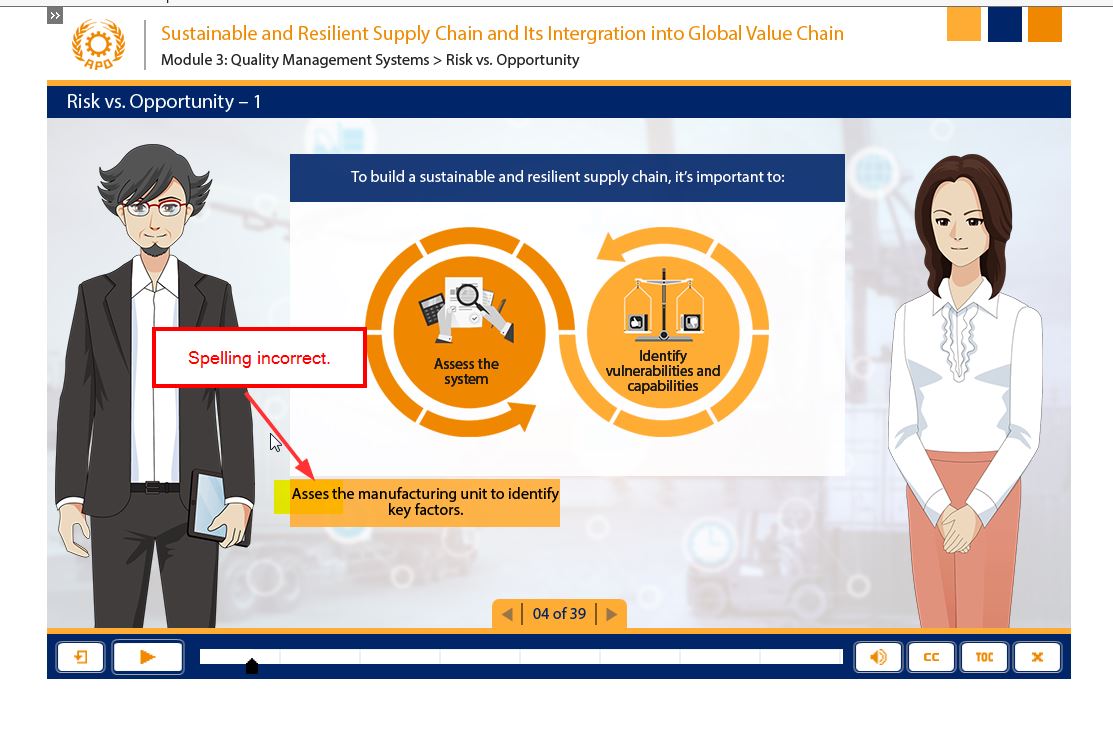 Sustainable and Resilient Supply Chain and Its Intergration into Global Value Chain
APO
Module 3: Quality Management Systems > Risk vs. Opportunity
Risk vs. Opportunity – 1
To build a sustainable and resilient supply chain, it's important to:
Assess the
system
Identify
vulnerabilities and
capabilities
Spelling incorrect.
Asses the manufacturing unit to identify
key factors.
04 of 39
CC
TOC